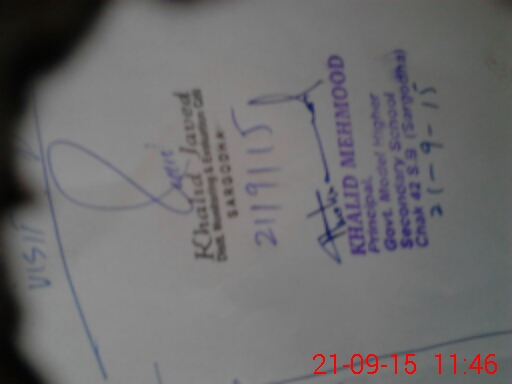 VISIT
Khalid Javed
Distt. Monitoring & Evaluation Cell
SARGODHA
21/9/15
KHALID MEHMOOD
Principal,
Govt. Model Higher
Secondary School
Chak 42 S.B (Sargodha)
21-9-15
21-09-15 11:46